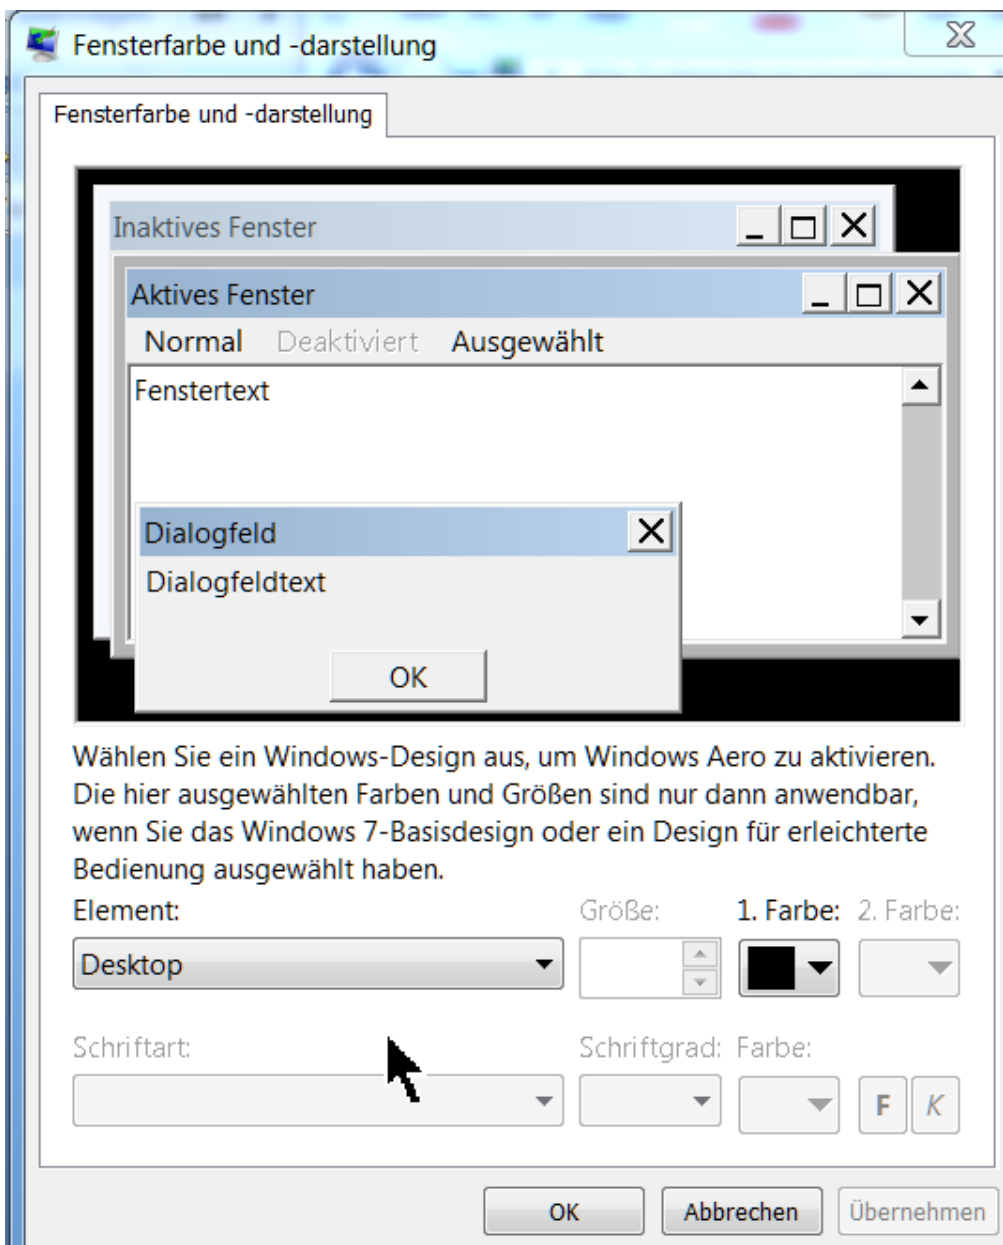 Fensterfarbe und -darstellung
Fensterfarbe und -darstellung
Inaktives Fenster
Aktives Fenster
Normal Deaktiviert Ausgewählt
Fenstertext
Dialogfeld
Dialogfeldtext
OK
Wählen Sie ein Windows-Design aus, um Windows Aero zu aktivieren.
Die hier ausgewählten Farben und Größen sind nur dann anwendbar,
wenn Sie das Windows 7-Basisdesign oder ein Design für erleichterte
Bedienung ausgewählt haben.
Element: Größe: 1. Farbe: 2. Farbe:
Desktop
Schriftart: Schriftgrad: Farbe:
F K
OK Abbrechen Übernehmen